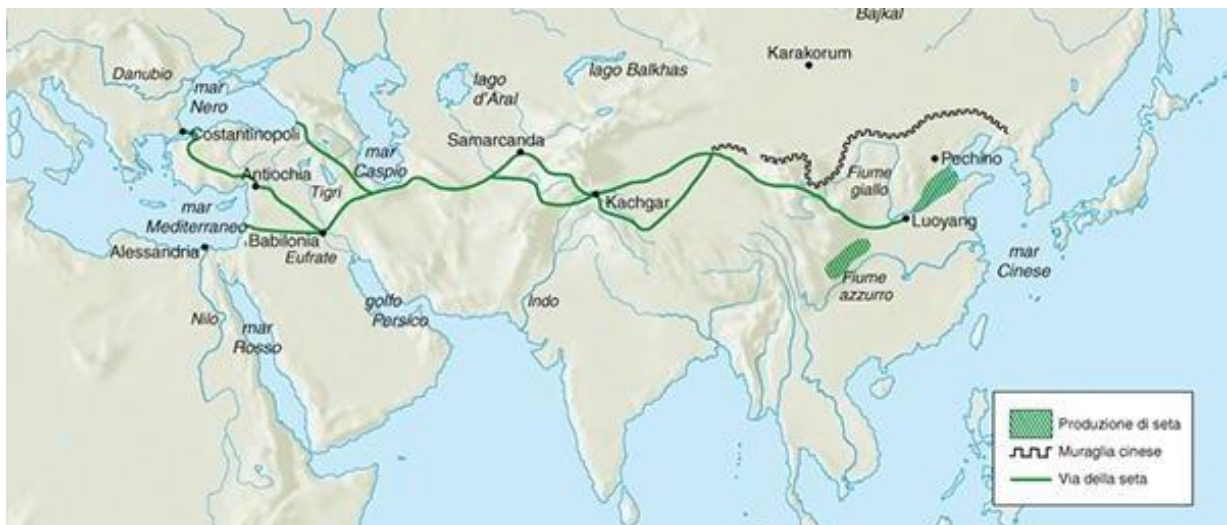 Bajkal
Karakorum
Danubio
mar
Nero
lago
d'Aral
lago Balkhas
Costantinopoli
Samarcanda
mar
Caspio
Pechino
Fiume
giallo
Antiochia
Tigri
Kachgar
Luoyang
mar
Mediterraneo
Babilonia
Eufrate
Alessandria
mar
Cinese
Fiume
azzurro
golfo
Persico
Indo
Nilo
mar
Rosso
Produzione di seta
Muraglia cinese
Via della seta